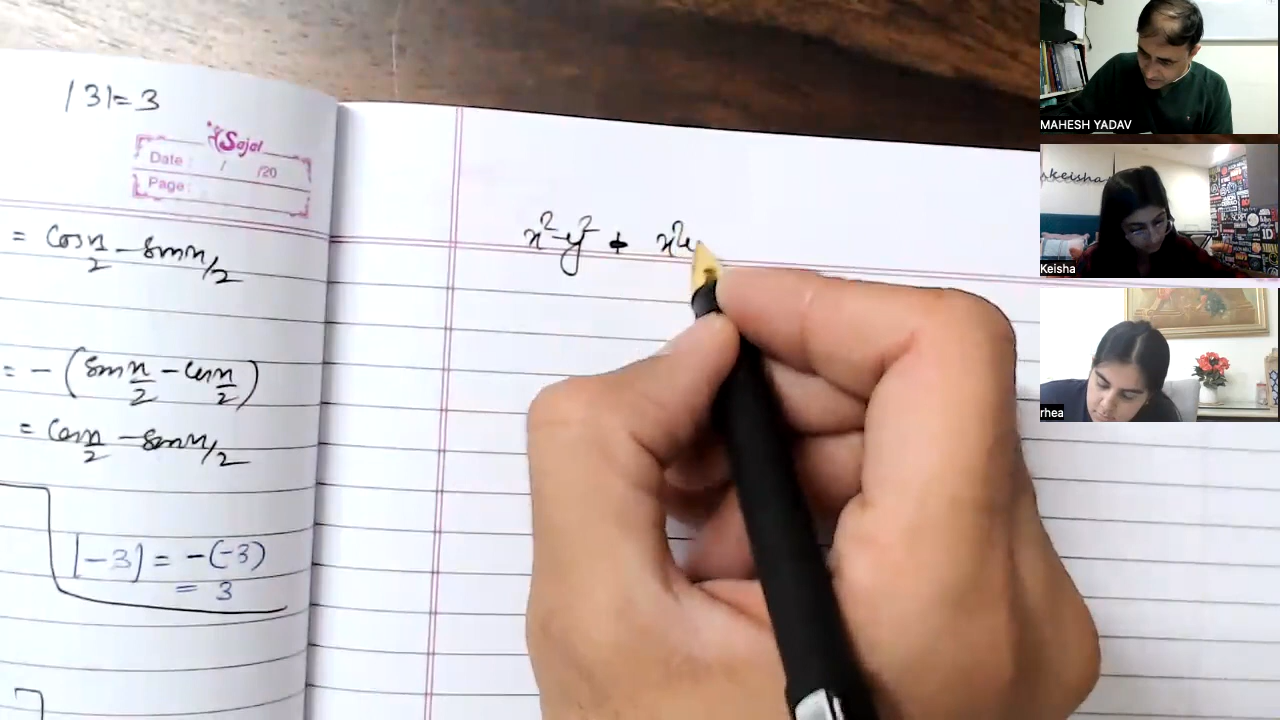 |3|= 3
Sajal
Date : / /20
Page :
= cos x/2 - sin x/2
= - (sin x/2 - cos x/2)
= cos x/2 - sin x/2
|-3| = -(-3)
= 3
x² - y² + x²
MAHESH YADAV
keisha
Keisha
rhea